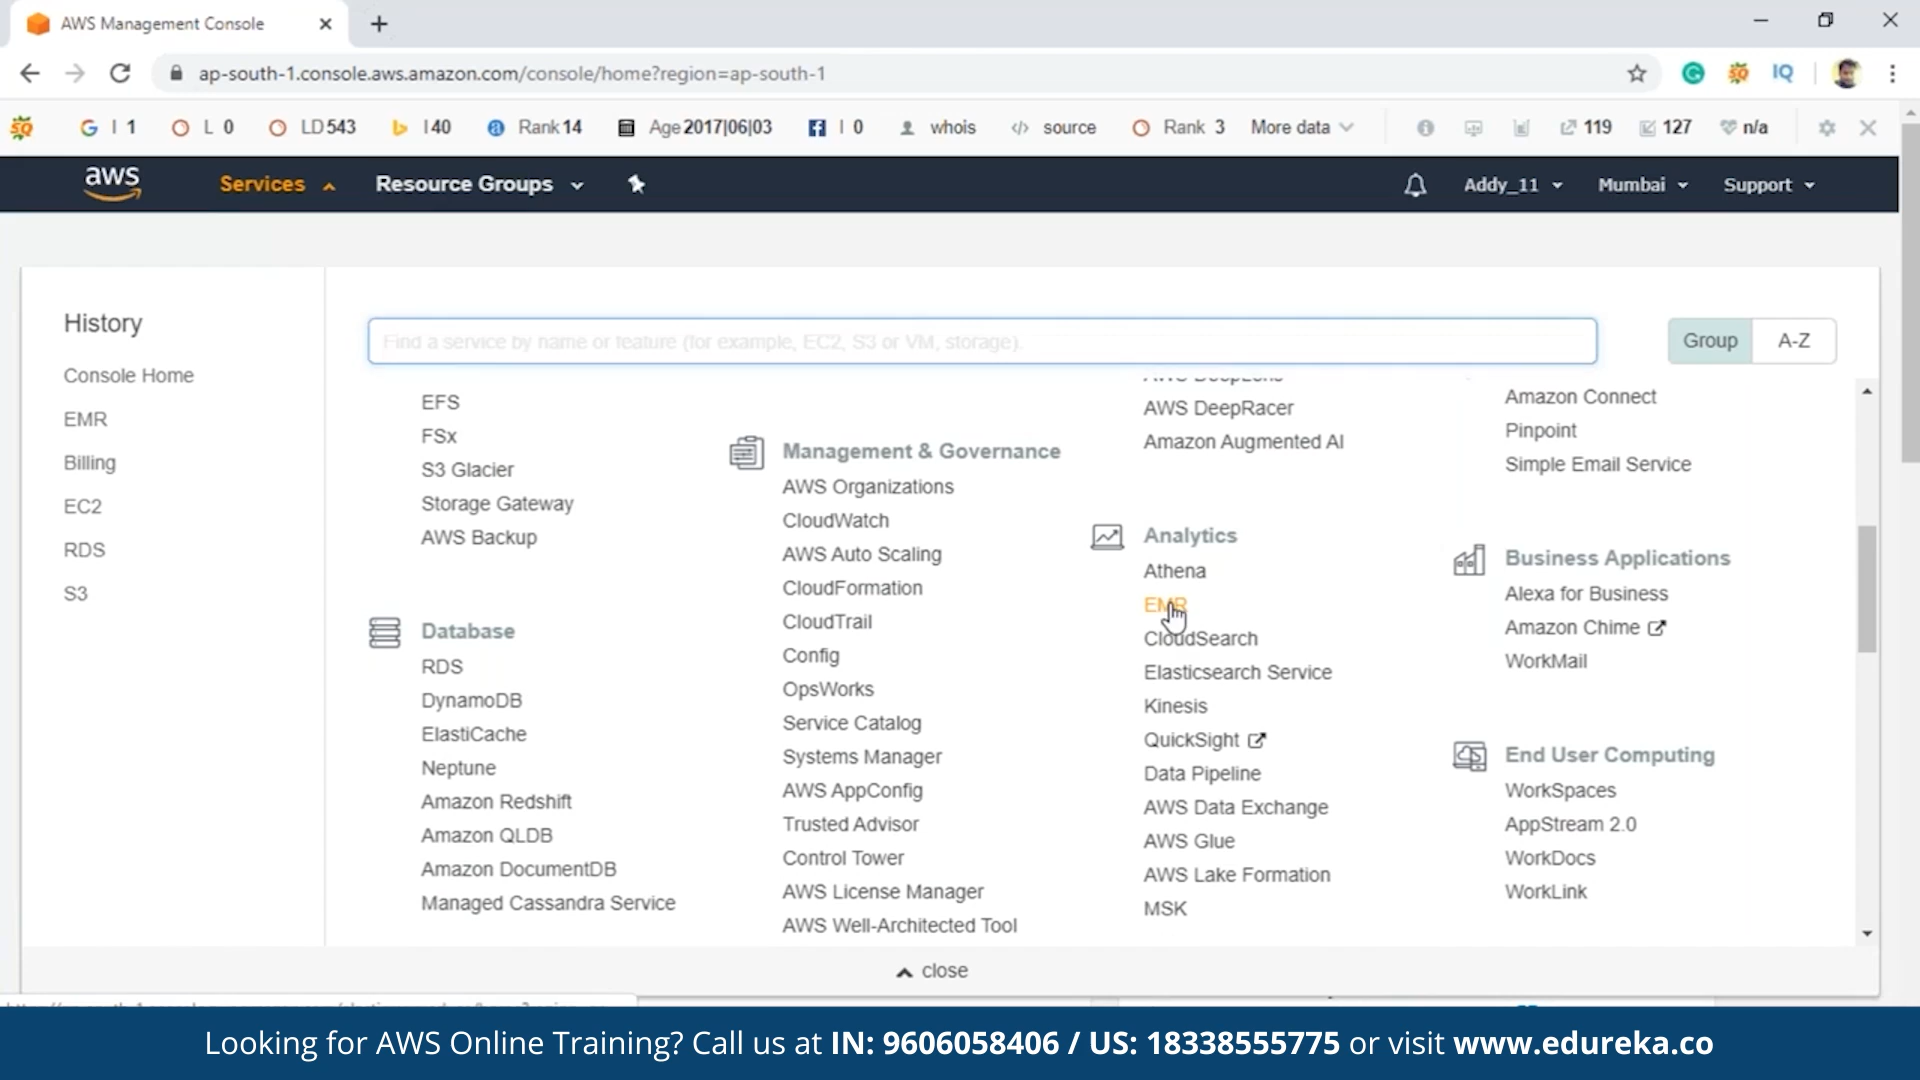 AWS Management Console
ap-south-1.console.aws.amazon.com/console/home?region=ap-south-1
IQ
SQ
I 1
L 0
LD 543
I 40
Rank 14
Age 2017|06|03
I 0
whois
source
Rank 3
More data
119
127
n/a
aws
Services
Resource Groups
Addy_11
Mumbai
Support
History
Console Home
EMR
Billing
EC2
RDS
S3
Find a service by name or feature (for example, EC2, S3 or VM, storage).
Group
A-Z
EFS
FSx
S3 Glacier
Storage Gateway
AWS Backup
Database
RDS
DynamoDB
ElastiCache
Neptune
Amazon Redshift
Amazon QLDB
Amazon DocumentDB
Managed Cassandra Service
Management & Governance
AWS Organizations
CloudWatch
AWS Auto Scaling
CloudFormation
CloudTrail
Config
OpsWorks
Service Catalog
Systems Manager
AWS AppConfig
Trusted Advisor
Control Tower
AWS License Manager
AWS Well-Architected Tool
AWS DeepLens
AWS DeepRacer
Amazon Augmented AI
Analytics
Athena
EMR
CloudSearch
Elasticsearch Service
Kinesis
QuickSight
Data Pipeline
AWS Data Exchange
AWS Glue
AWS Lake Formation
MSK
Amazon Connect
Pinpoint
Simple Email Service
Business Applications
Alexa for Business
Amazon Chime
WorkMail
End User Computing
WorkSpaces
AppStream 2.0
WorkDocs
WorkLink
close
Looking for AWS Online Training? Call us at IN: 9606058406 / US: 18338555775 or visit www.edureka.co